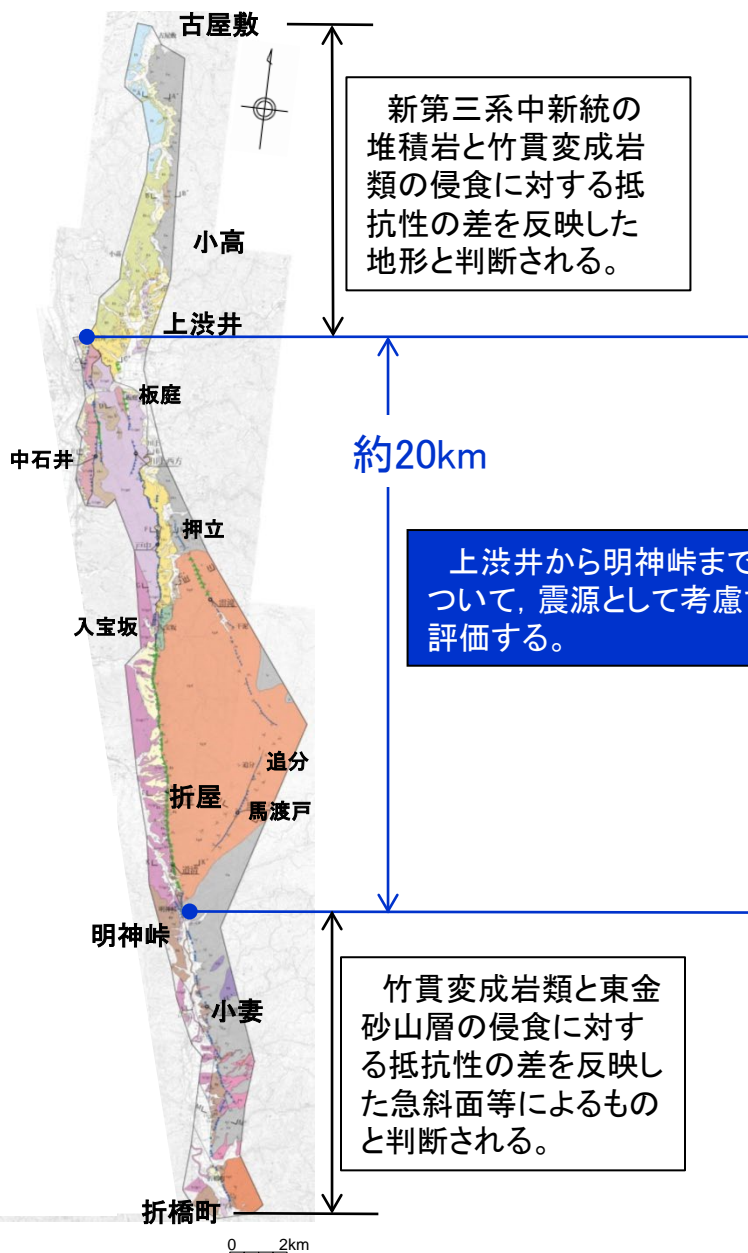 古屋敷
新第三系中新統の
堆積岩と竹貫変成岩
類の侵食に対する抵
抗性の差を反映した
地形と判断される。
小高
上渋井
板庭
約20km
中石井
押立
上渋井から明神峠まで
ついて，震源として考慮
評価する。
入宝坂
追分
折屋
馬渡戸
明神峠
竹貫変成岩類と東金
砂山層の侵食に対す
る抵抗性の差を反映し
た急斜面等によるもの
と判断される。
小妻
折橋町
0 2km